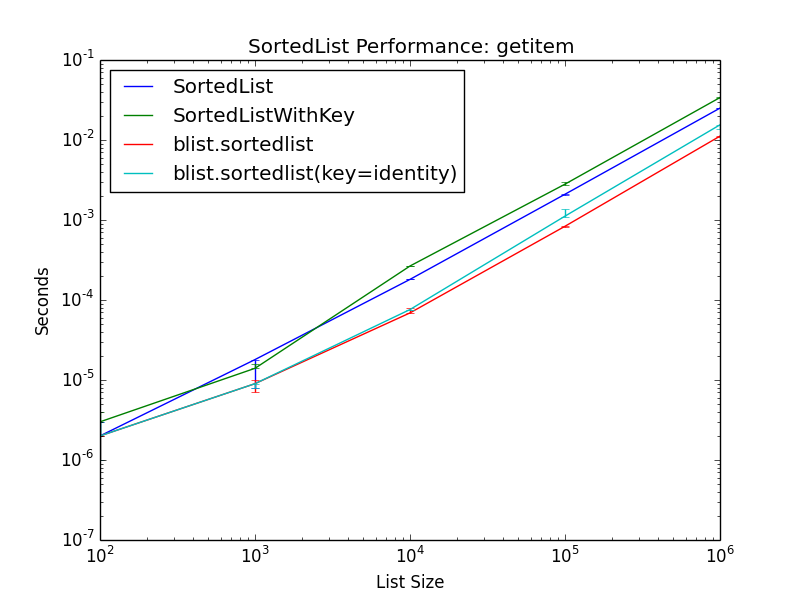 SortedList Performance: getitem
SortedList
SortedListWithKey
blist.sortedlist
blist.sortedlist(key=identity)
10⁻¹
10⁻²
10⁻³
10⁻⁴
10⁻⁵
10⁻⁶
10⁻⁷
Seconds
10²
10³
10⁴
10⁵
10⁶
List Size